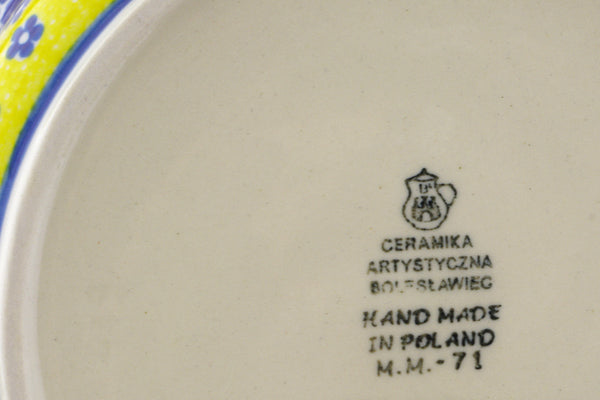 CERAMIKA
ARTYSTYCZNA
BOLESŁAWIEC
HAND MADE
IN POLAND
M.M.-71